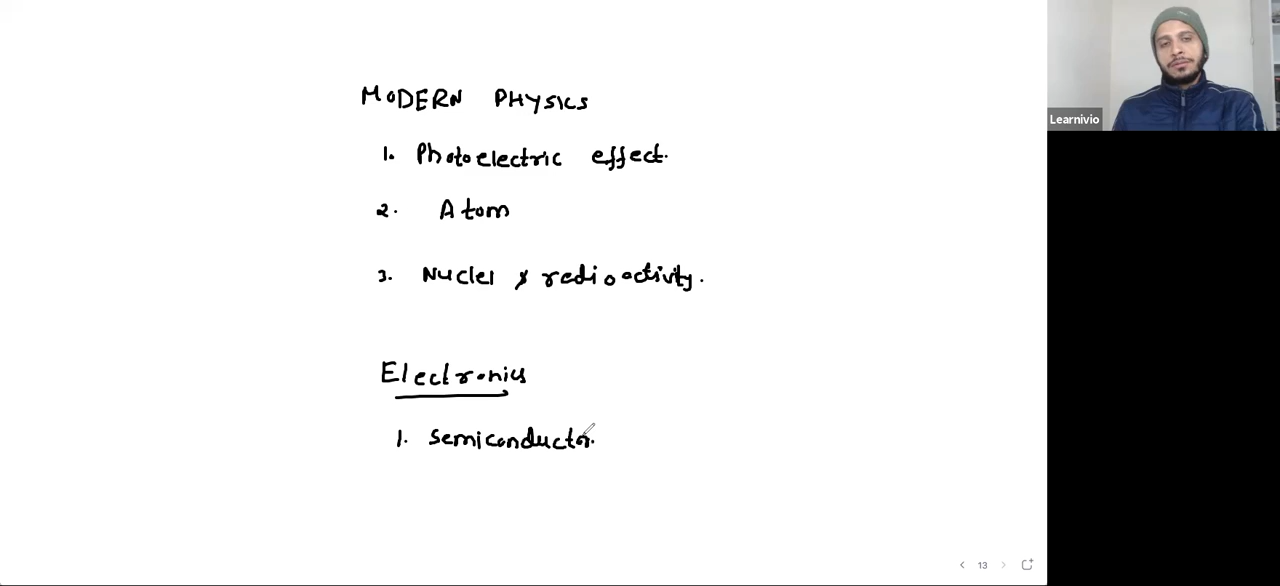 MODERN PHYSICS
1. Photoelectric effect.
2. Atom
3. Nuclei & radioactivity.
Electronics
1. Semiconductor.
Learnivio
13